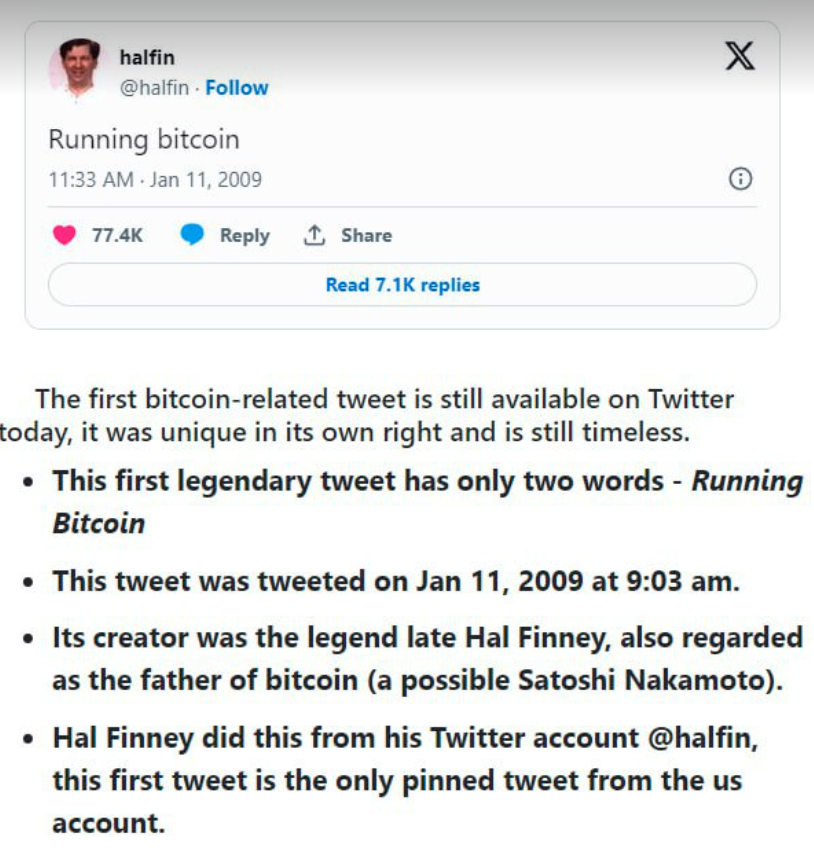 halfin
@halfin · Follow
Running bitcoin
11:33 AM · Jan 11, 2009
77.4K Reply Share
Read 7.1K replies
The first bitcoin-related tweet is still available on Twitter
today, it was unique in its own right and is still timeless.
• This first legendary tweet has only two words - Running
Bitcoin
• This tweet was tweeted on Jan 11, 2009 at 9:03 am.
• Its creator was the legend late Hal Finney, also regarded
as the father of bitcoin (a possible Satoshi Nakamoto).
• Hal Finney did this from his Twitter account @halfin,
this first tweet is the only pinned tweet from the us
account.